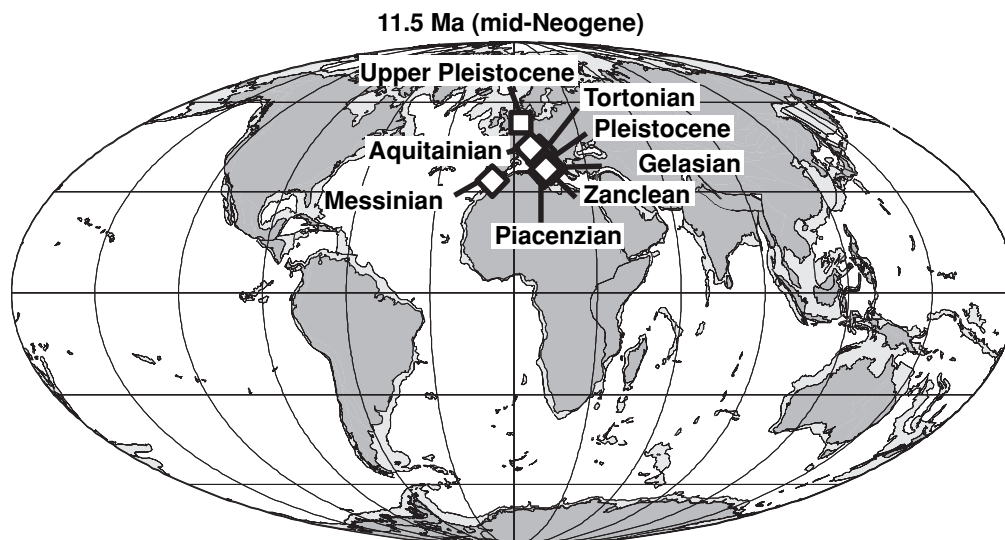 11.5 Ma (mid-Neogene)
Upper Pleistocene
Tortonian
Pleistocene
Aquitainian
Gelasian
Messinian
Zanclean
Piacenzian